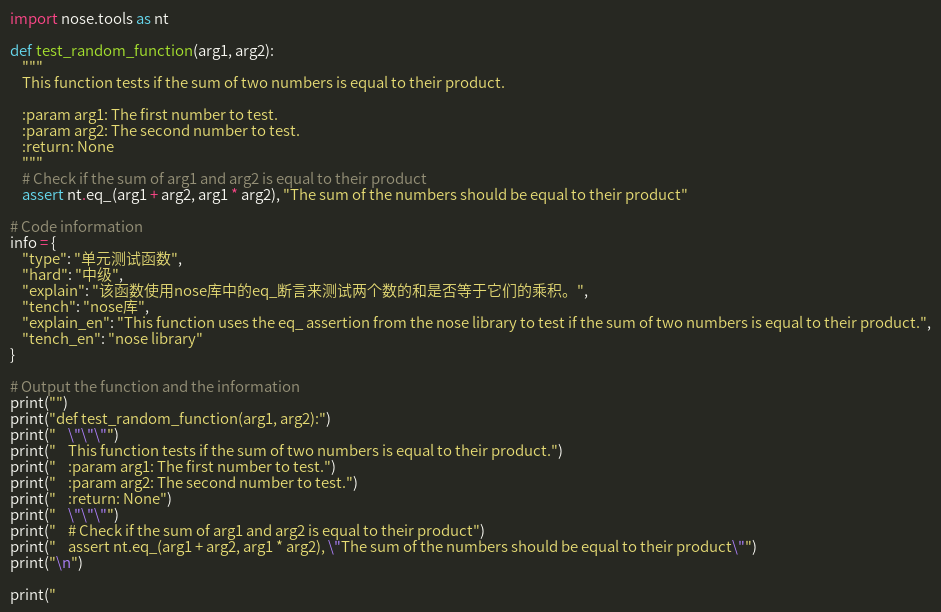 import nose.tools as nt

def test_random_function(arg1, arg2):
    """
    This function tests if the sum of two numbers is equal to their product.

    :param arg1: The first number to test.
    :param arg2: The second number to test.
    :return: None
    """
    # Check if the sum of arg1 and arg2 is equal to their product
    assert nt.eq_(arg1 + arg2, arg1 * arg2), "The sum of the numbers should be equal to their product"

# Code information
info = {
    "type": "单元测试函数",
    "hard": "中级",
    "explain": "该函数使用nose库中的eq_断言来测试两个数的和是否等于它们的乘积。",
    "tench": "nose库",
    "explain_en": "This function uses the eq_ assertion from the nose library to test if the sum of two numbers is equal to their product.",
    "tench_en": "nose library"
}

# Output the function and the information
print("")
print("def test_random_function(arg1, arg2):")
print("    \"\"\"")
print("    This function tests if the sum of two numbers is equal to their product.")
print("    :param arg1: The first number to test.")
print("    :param arg2: The second number to test.")
print("    :return: None")
print("    \"\"\"")
print("    # Check if the sum of arg1 and arg2 is equal to their product")
print("    assert nt.eq_(arg1 + arg2, arg1 * arg2), \"The sum of the numbers should be equal to their product\"")
print("\n")

print("